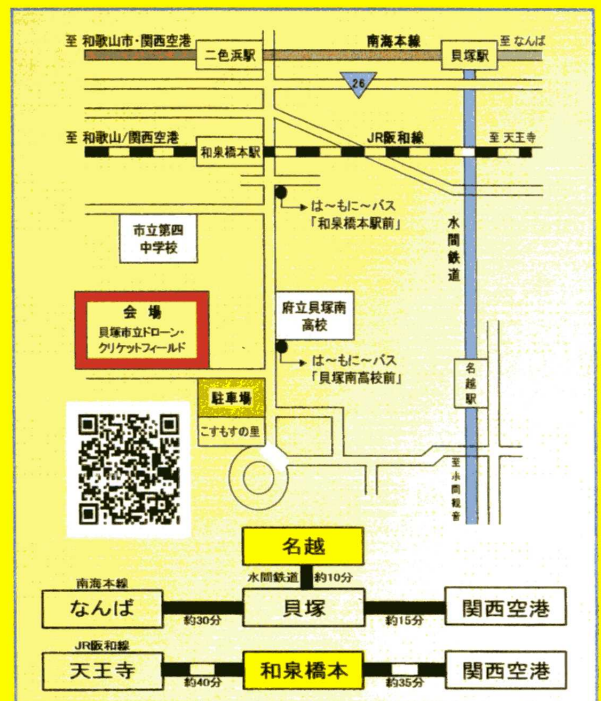 至 和歌山市・関西空港
二色浜駅
南海本線
貝塚駅
至 なんば
26
至 和歌山/関西空港
和泉橋本駅
JR阪和線
至 天王寺
は～もに～バス
「和泉橋本駅前」
水間鉄道
市立第四
中学校
会 場
貝塚市立ドローン・
クリケットフィールド
府立貝塚南
高校
は～もに～バス
「貝塚南高校前」
名越駅
駐車場
こすもすの里
至水間観音
名越
水間鉄道
約10分
南海本線
なんば
約30分
貝塚
約15分
関西空港
JR阪和線
天王寺
約40分
和泉橋本
約35分
関西空港